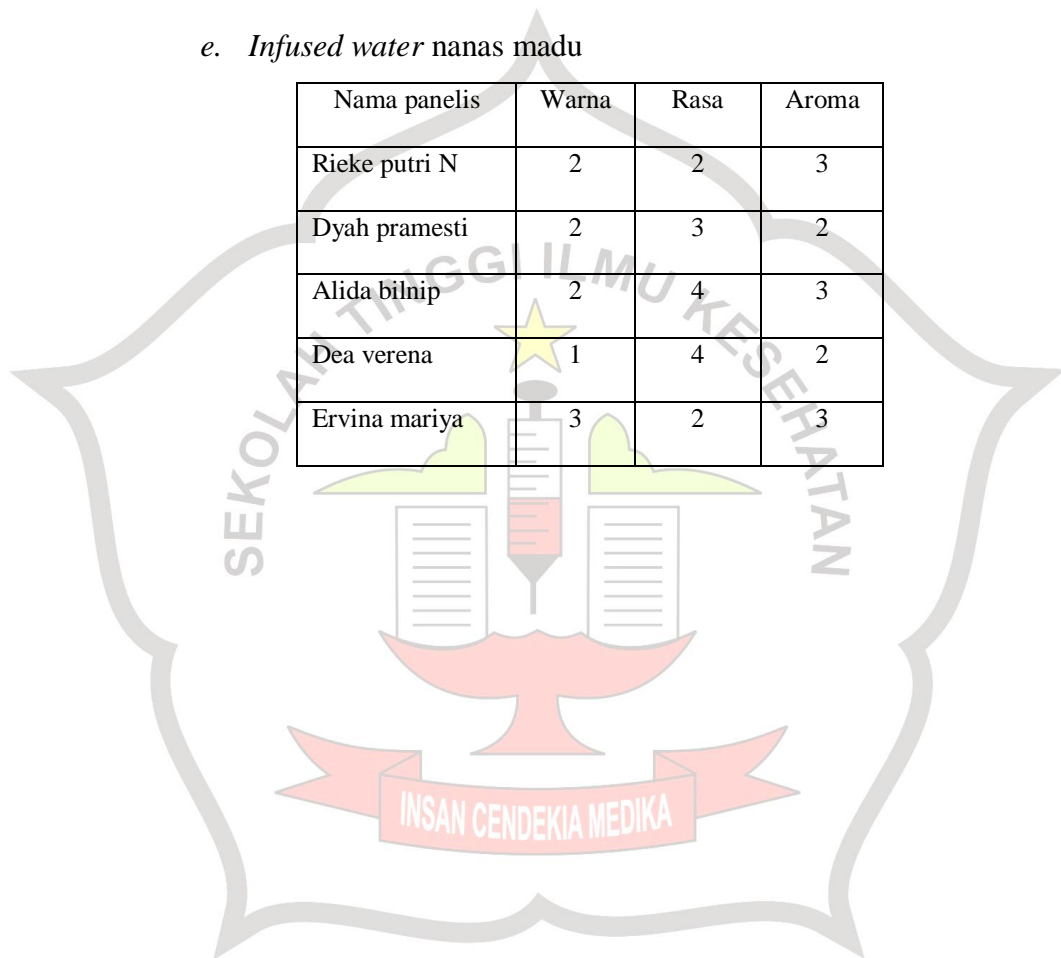 e. Infused water nanas madu
Nama panelis Warna Rasa Aroma
Rieke putri N 2 2 3
Dyah pramesti 2 3 2
Alida bilnip 2 4 3
Dea verena 1 4 2
Ervina mariya 3 2 3
SEKOLAH TINGGI ILMU KESEHATAN
INSAN CENDEKIA MEDIKA